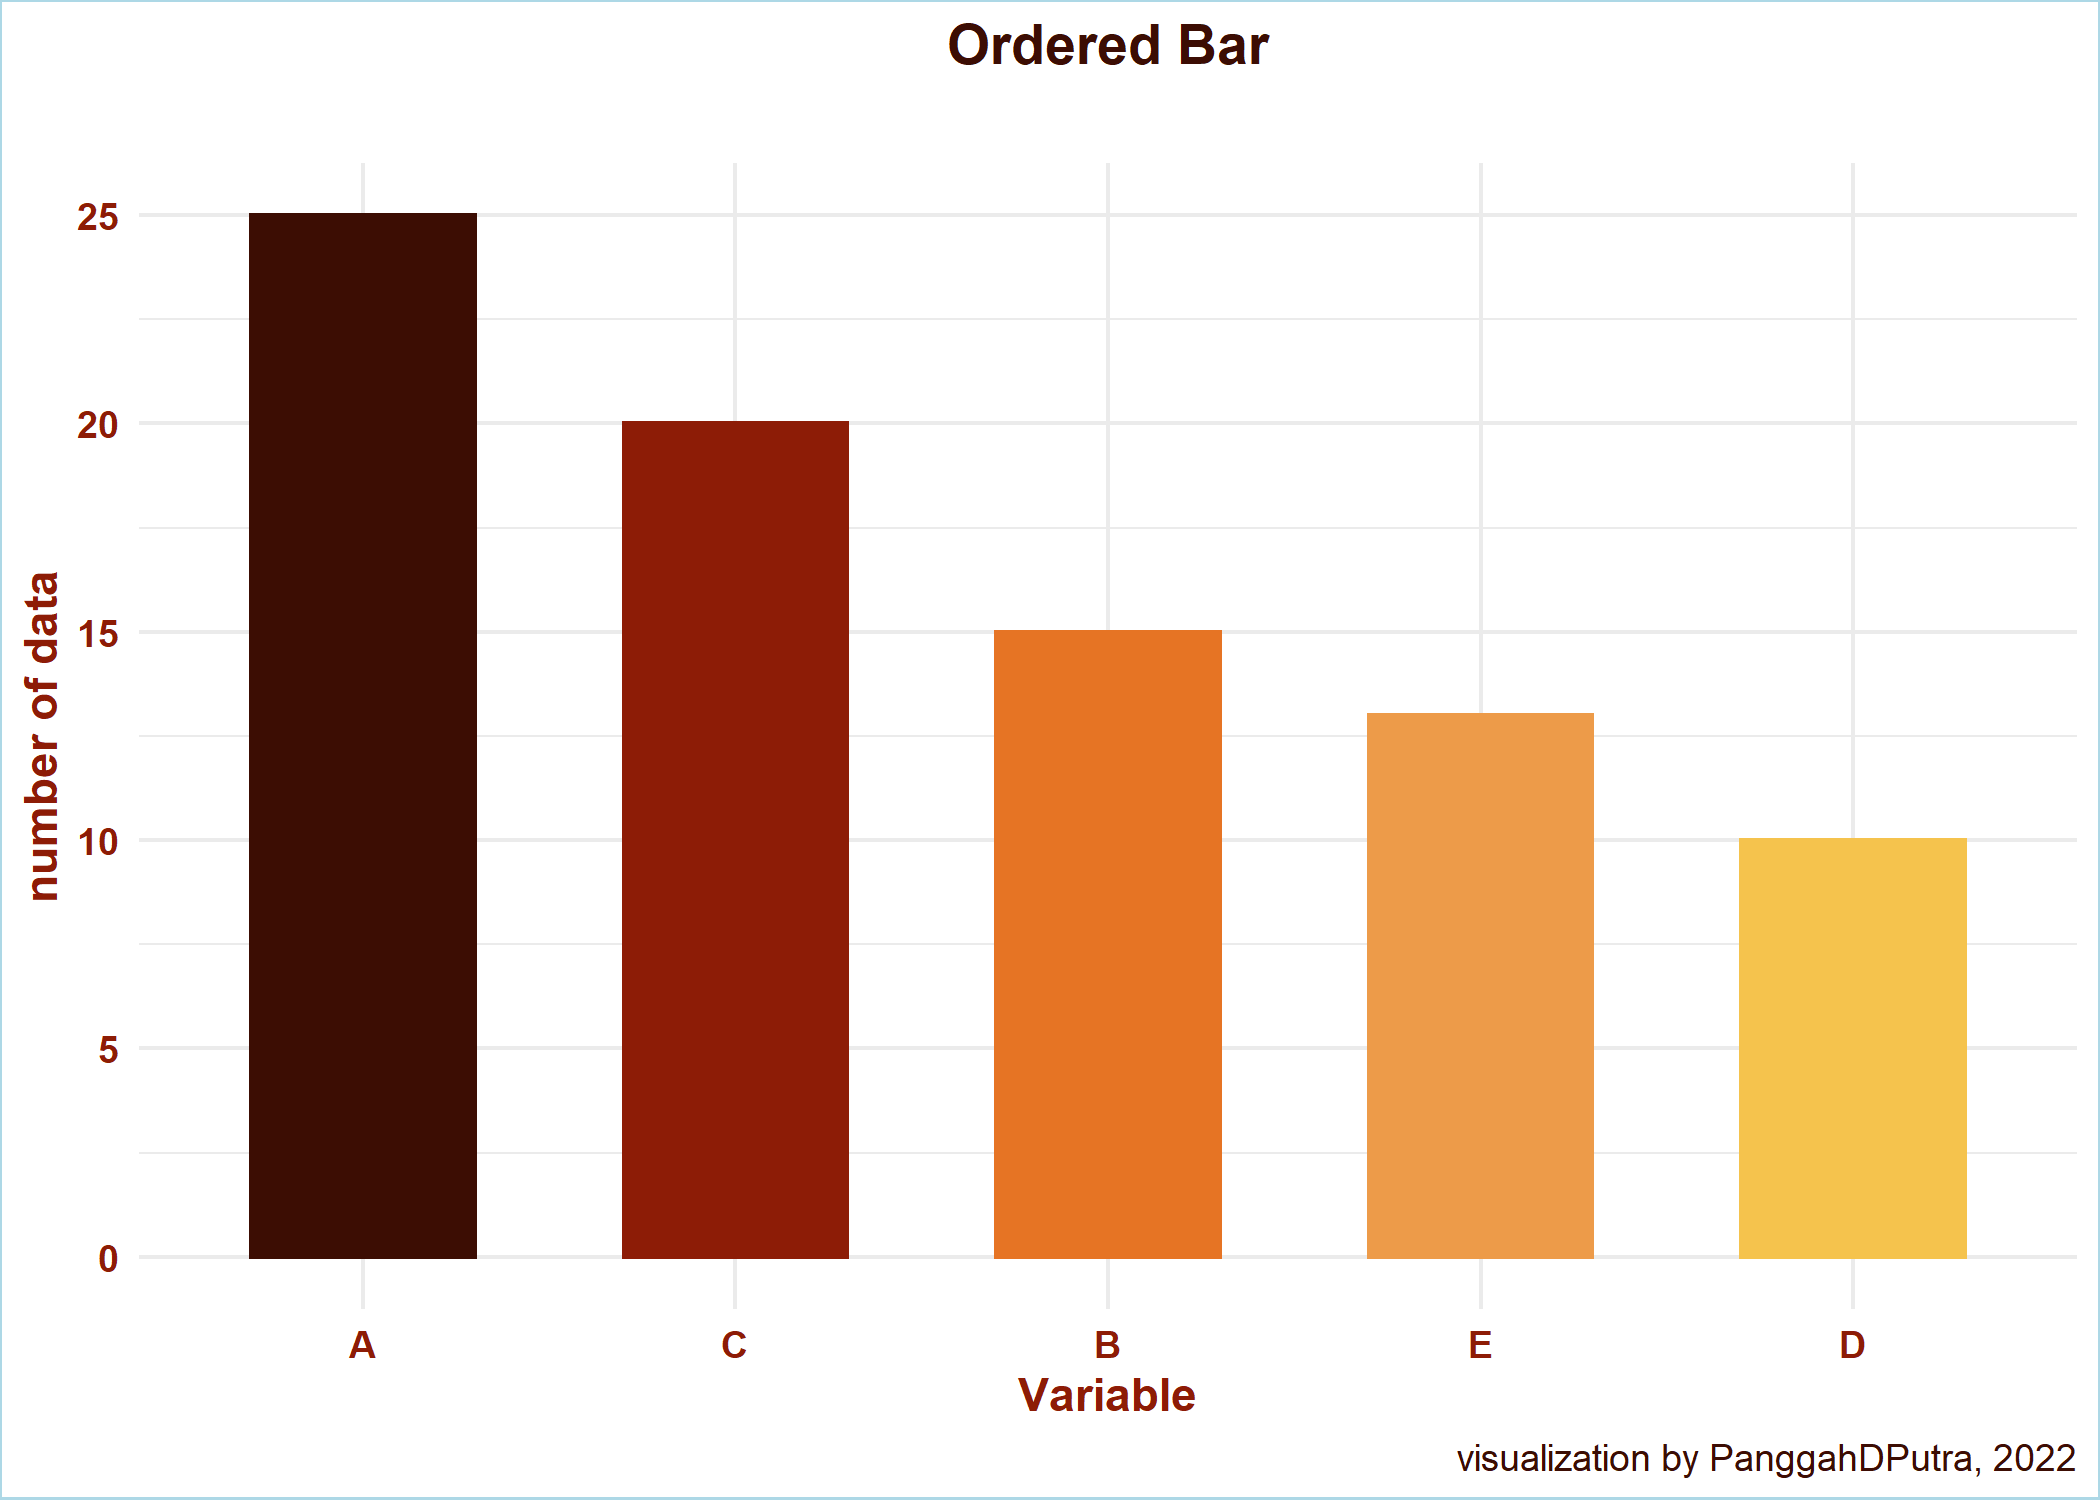 Ordered Bar
25
20
15
10
5
0
number of data
A C B E D
Variable
visualization by PanggahDPutra, 2022